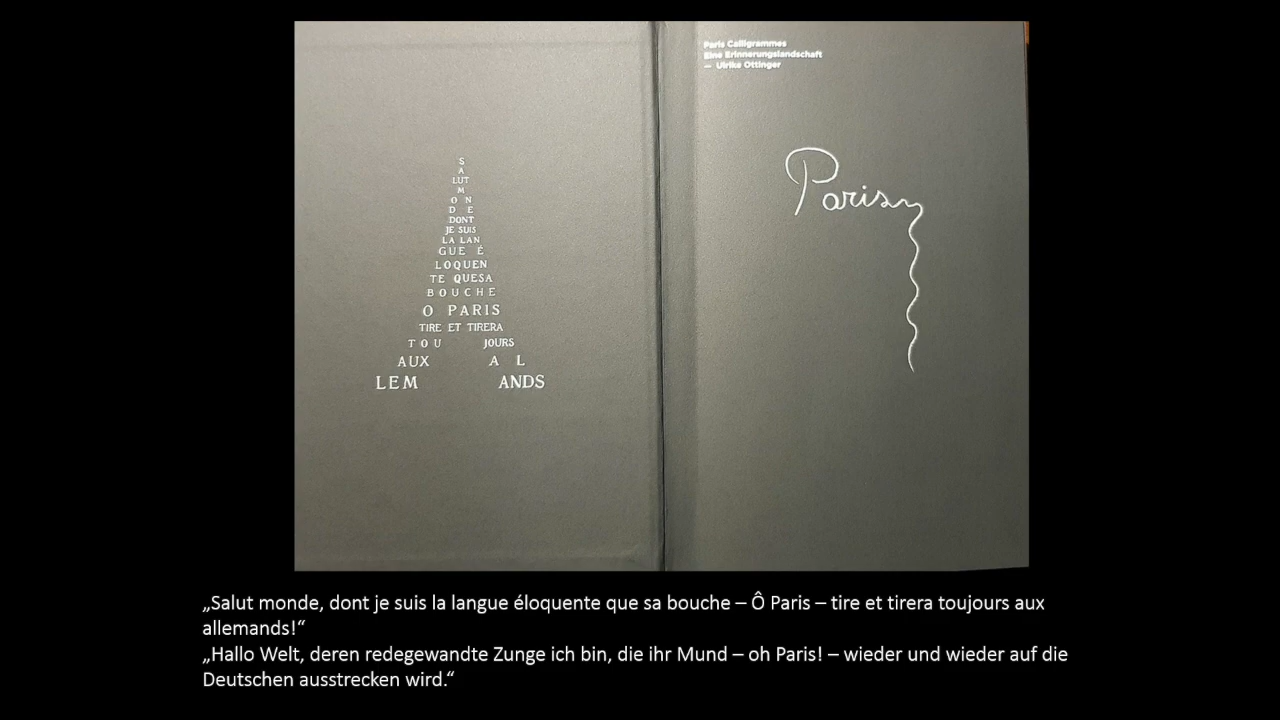 S
A
LUT
M
O N
D E
DONT
JE SUIS
LA LAN
GUE É
LOQUEN
TE QUESA
BOUCHE
O PARIS
TIRE ET TIRERA
TOU JOURS
AUX A L
LEM ANDS
Paris Calligrammes
Eine Erinnerungslandschaft
— Ulrike Ottinger
Paris
„Salut monde, dont je suis la langue éloquente que sa bouche – Ô Paris – tire et tirera toujours aux
allemands!“
„Hallo Welt, deren redegewandte Zunge ich bin, die ihr Mund – oh Paris! – wieder und wieder auf die
Deutschen ausstrecken wird.“